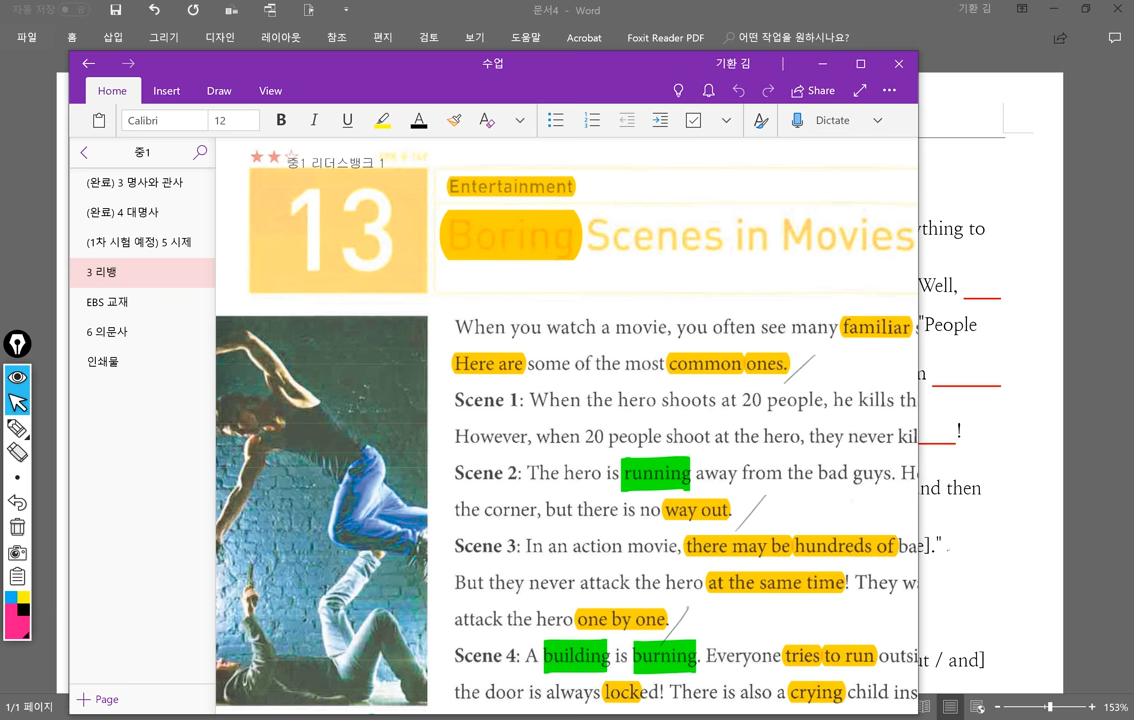 자동 저장
문서4 - Word
기환 김
파일 홈 삽입 그리기 디자인 레이아웃 참조 편지 검토 보기 도움말 Acrobat Foxit Reader PDF 어떤 작업을 원하시나요?
수업
기환 김
Home Insert Draw View
Share
Calibri 12 B I U A Dictate
중1
(완료) 3 명사와 관사
(완료) 4 대명사
(1차 시험 예정) 5 시제
3 리뱅
EBS 교재
6 의문사
인쇄물
Page
중1 리더스뱅크 1
13
Entertainment
Boring Scenes in Movies
When you watch a movie, you often see many familiar
Here are some of the most common ones.
Scene 1: When the hero shoots at 20 people, he kills th
However, when 20 people shoot at the hero, they never kil
Scene 2: The hero is running away from the bad guys. H
the corner, but there is no way out.
Scene 3: In an action movie, there may be hundreds of ba
But they never attack the hero at the same time! They wa
attack the hero one by one.
Scene 4: A building is burning. Everyone tries to run outsi
the door is always locked! There is also a crying child ins
thing to
Well,
"People
!
nd then
]."
t / and]
1/1 페이지
153%